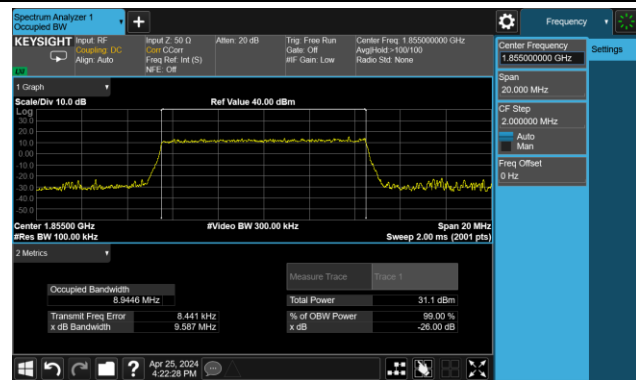 Spectrum Analyzer 1
Occupied BW
Frequency
KEYSIGHT
Input: RF
Coupling: DC
Align: Auto
Input Z: 50 Ω
Corr CCorr
Freq Ref: Int (S)
NFE: Off
Atten: 20 dB
Trig: Free Run
Gate: Off
#IF Gain: Low
Center Freq: 1.855000000 GHz
Avg|Hold:>100/100
Radio Std: None
Center Frequency
1.855000000 GHz
Settings
Span
20.000 MHz
CF Step
2.000000 MHz
Auto
Man
Freq Offset
0 Hz
1 Graph
Scale/Div 10.0 dB
Ref Value 40.00 dBm
Log
30.0
20.0
10.0
0.00
-10.0
-20.0
-30.0
-40.0
-50.0
Center 1.85500 GHz
#Video BW 300.00 kHz
Span 20 MHz
#Res BW 100.00 kHz
Sweep 2.00 ms (2001 pts)
2 Metrics
Measure Trace
Trace 1
Occupied Bandwidth
8.9446 MHz
Total Power
31.1 dBm
Transmit Freq Error
8.441 kHz
% of OBW Power
99.00 %
x dB Bandwidth
9.587 MHz
x dB
-26.00 dB
Apr 25, 2024
4:22:28 PM